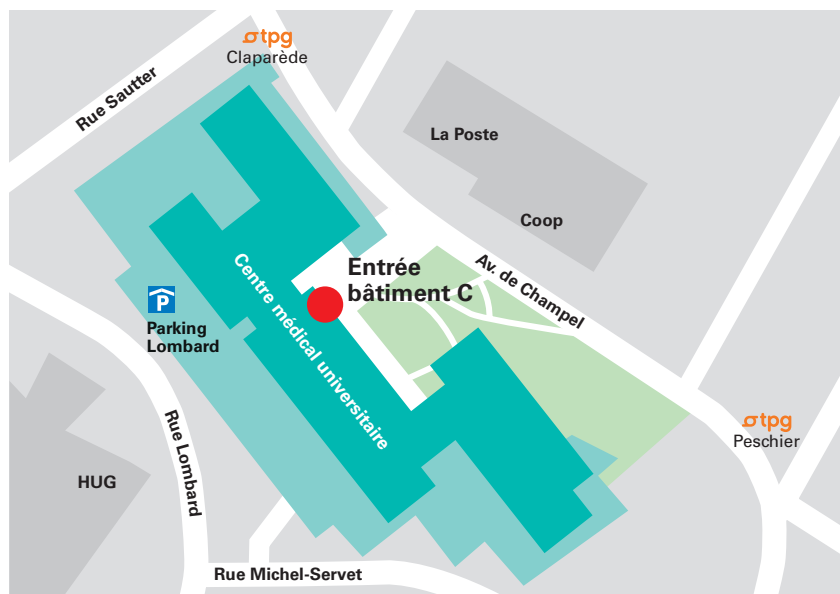 tpg
Claparède
Rue Sautter
La Poste
Coop
Av. de Champel
Entrée
bâtiment C
Centre médical universitaire
P
Parking
Lombard
Rue Lombard
tpg
Peschier
HUG
Rue Michel-Servet